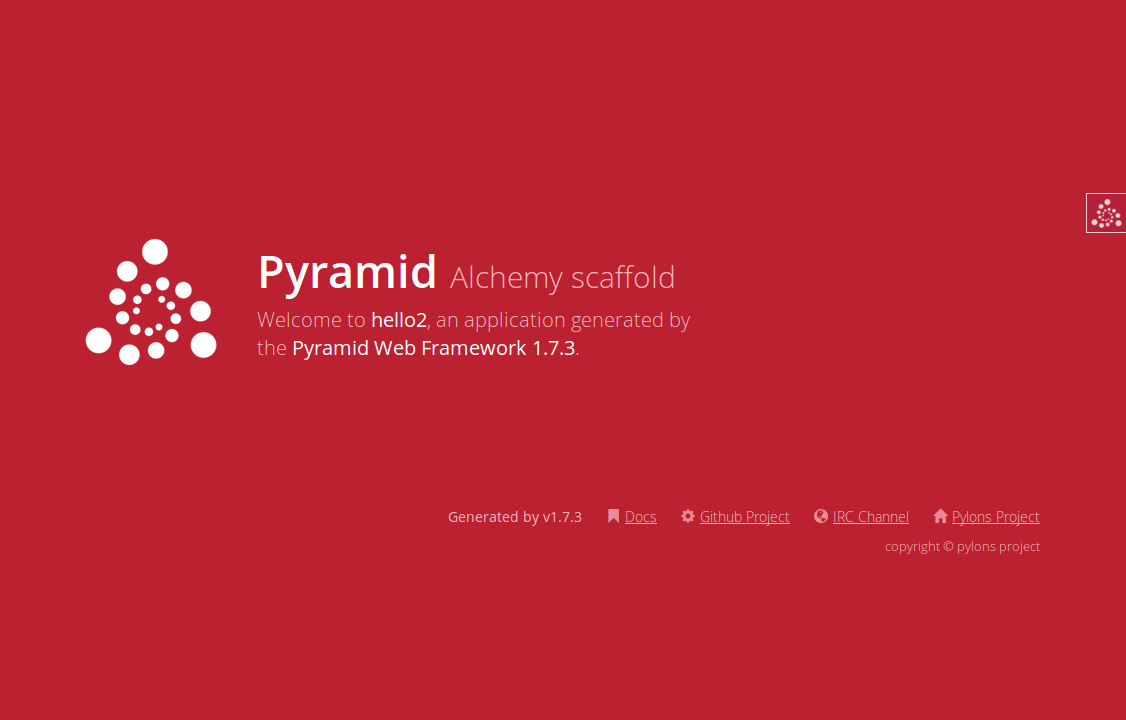 Pyramid Alchemy scaffold
Welcome to hello2, an application generated by
the Pyramid Web Framework 1.7.3.
Generated by v1.7.3 Docs Github Project IRC Channel Pylons Project
copyright © pylons project